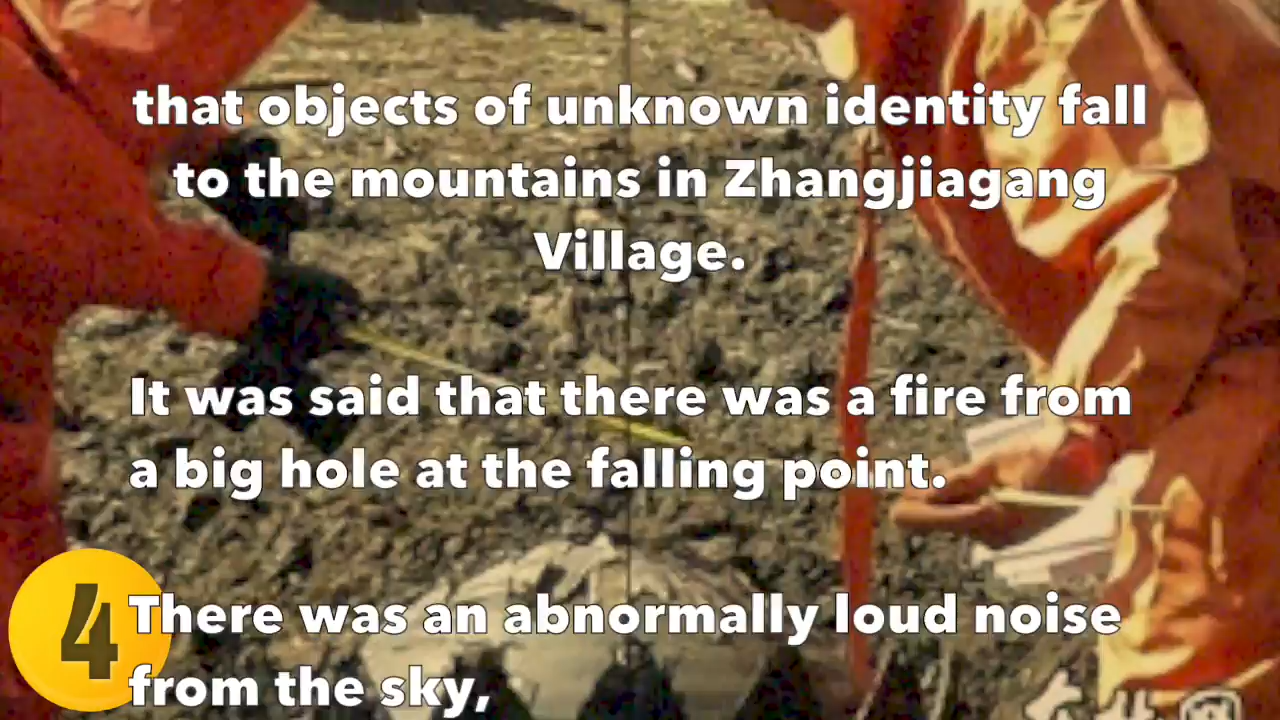 that objects of unknown identity fall
to the mountains in Zhangjiagang
Village.
It was said that there was a fire from
a big hole at the falling point.
4
There was an abnormally loud noise
from the sky,